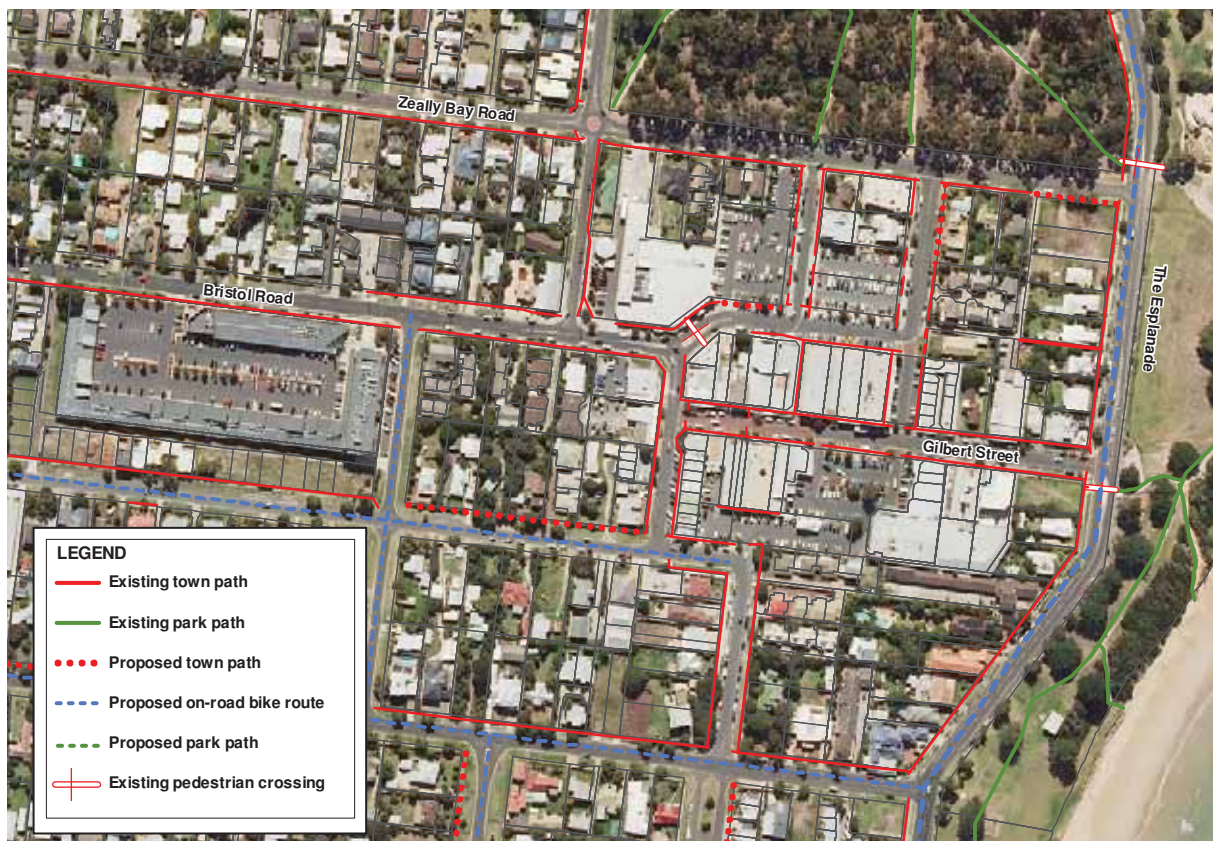 Zeally Bay Road
Bristol Road
The Esplanade
Gilbert Street
LEGEND
Existing town path
Existing park path
Proposed town path
Proposed on-road bike route
Proposed park path
Existing pedestrian crossing